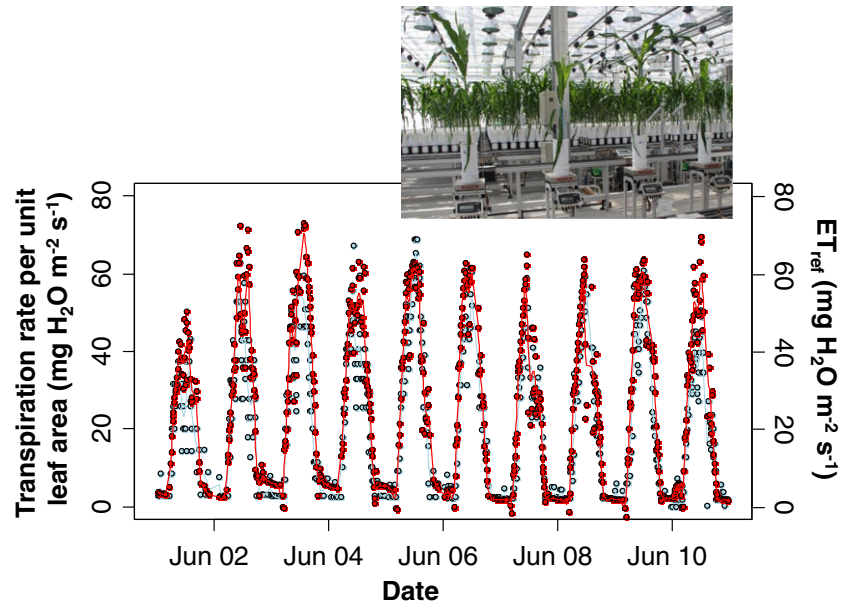 Transpiration rate per unit
leaf area (mg H₂O m⁻² s⁻¹)
80
60
40
20
0
80
60
40
20
0
ETref (mg H₂O m⁻² s⁻¹)
Jun 02
Jun 04
Jun 06
Jun 08
Jun 10
Date